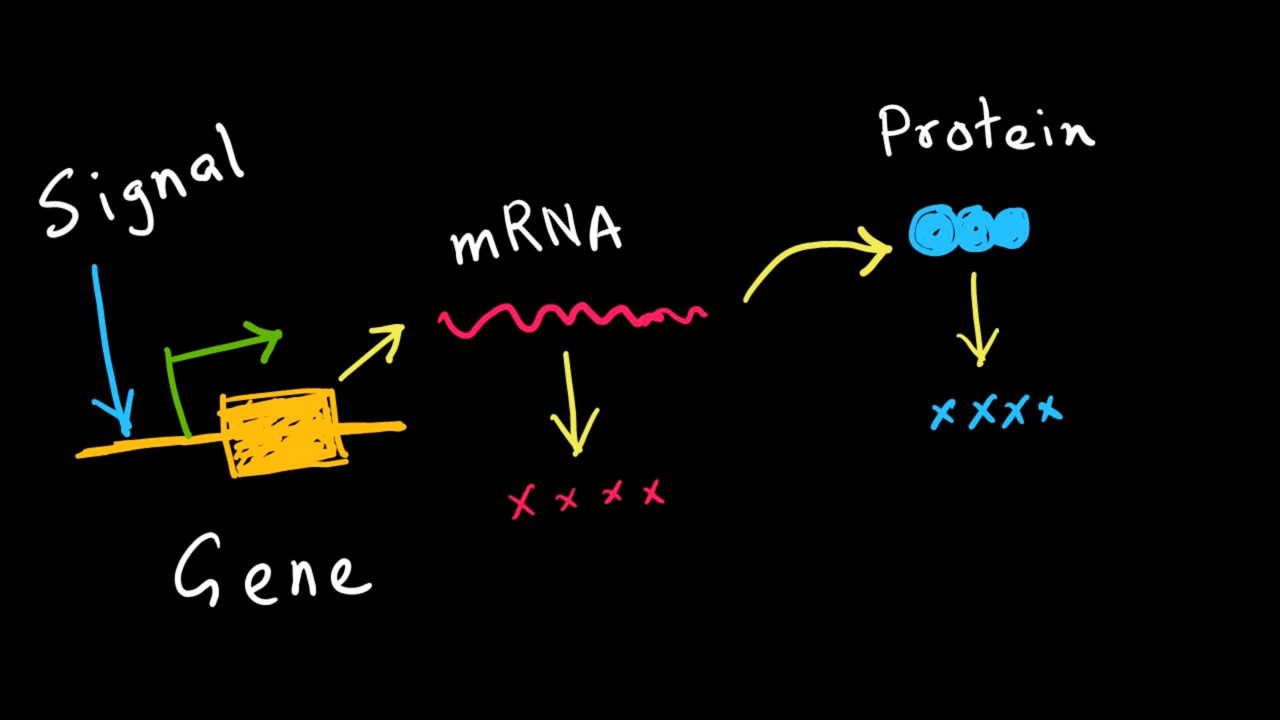 Signal
mRNA
Protein
x x x x
x x x x
Gene